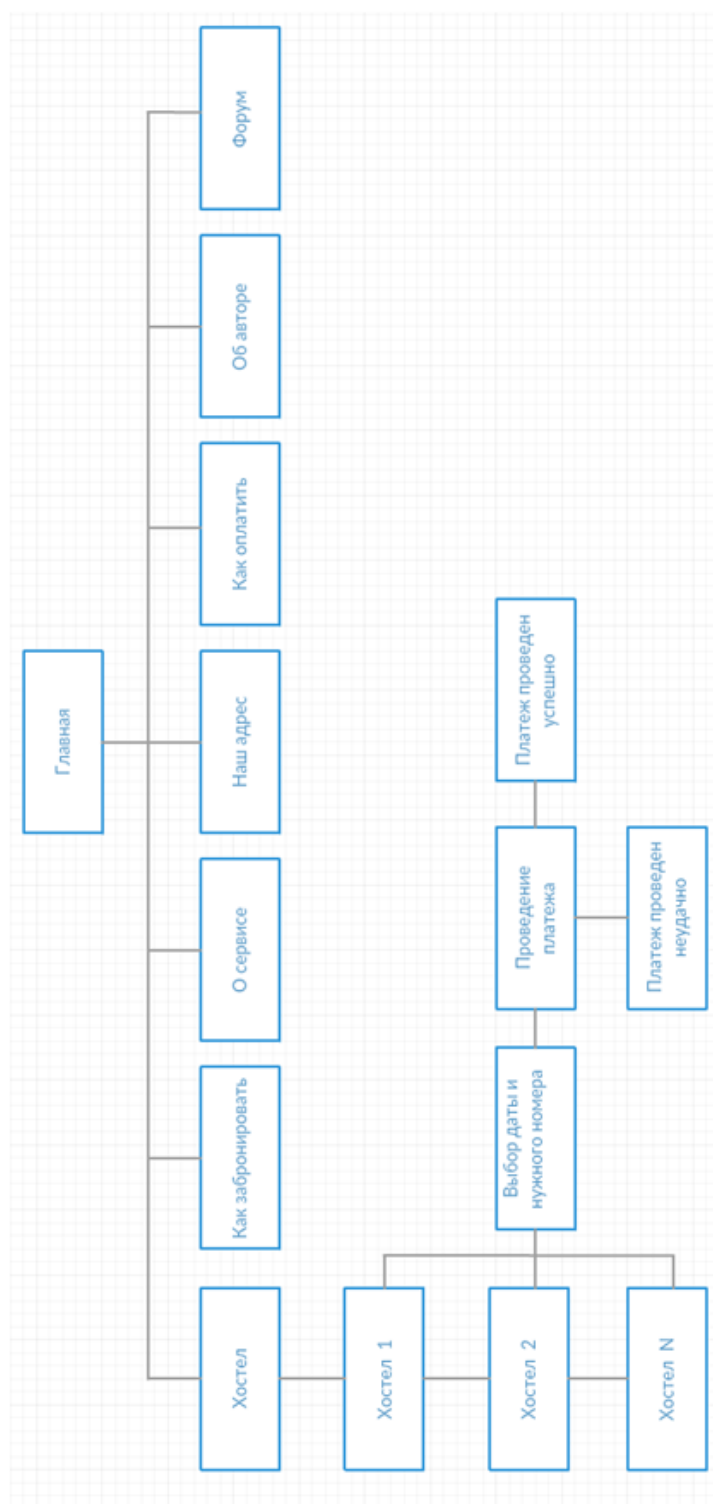 Главная
Хостел
Как забронировать
О сервисе
Наш адрес
Как оплатить
Об авторе
Форум
Хостел 1
Хостел 2
Хостел N
Выбор даты и
нужного номера
Проведение
платежа
Платеж проведен
успешно
Платеж проведен
неудачно